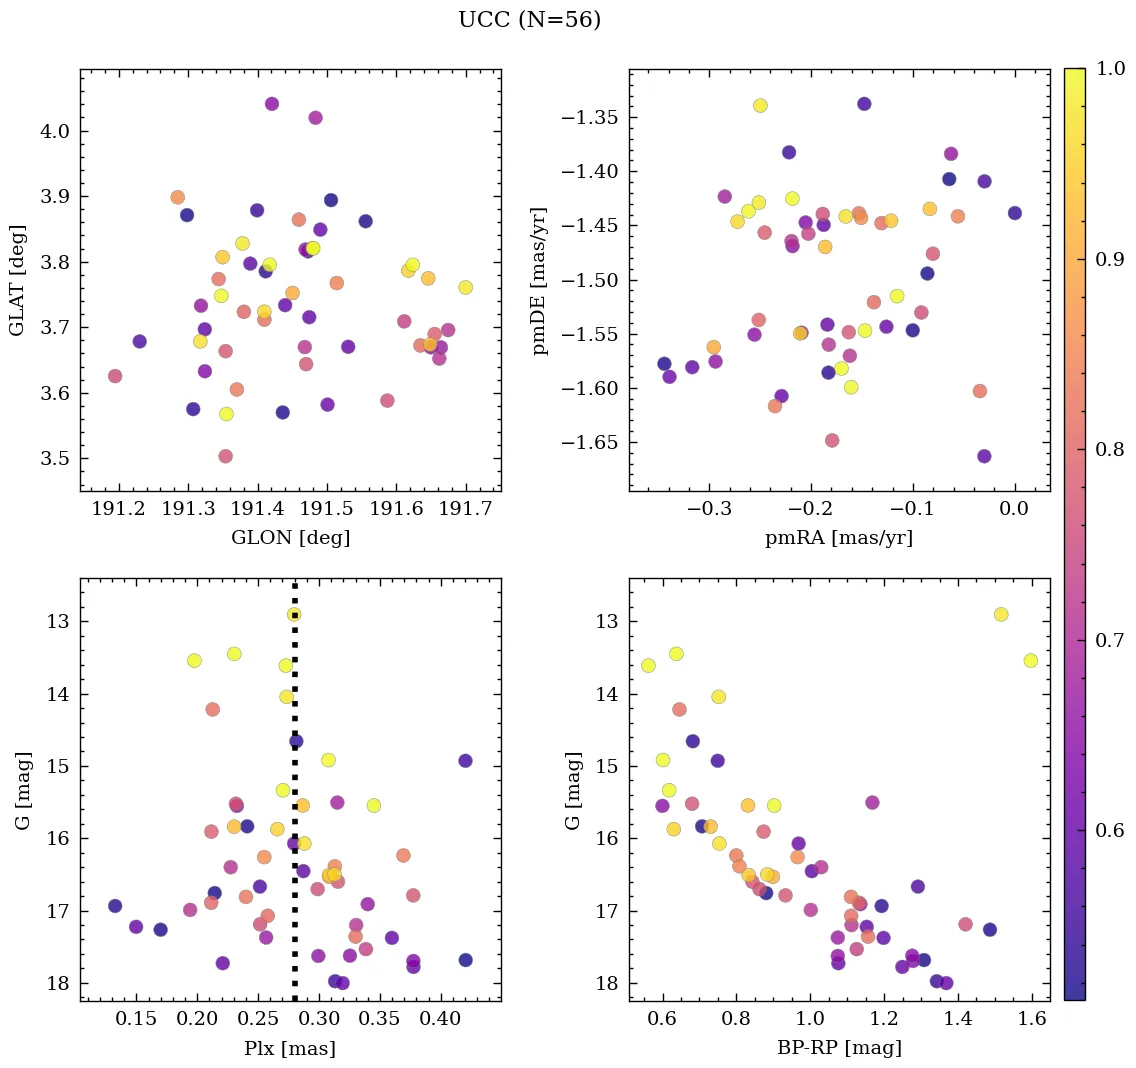 UCC (N=56)
4.0
3.9
3.8
3.7
3.6
3.5
GLAT [deg]
191.2 191.3 191.4 191.5 191.6 191.7
GLON [deg]
−1.35
−1.40
−1.45
−1.50
−1.55
−1.60
−1.65
pmDE [mas/yr]
−0.3 −0.2 −0.1 0.0
pmRA [mas/yr]
13
14
15
16
17
18
G [mag]
0.15 0.20 0.25 0.30 0.35 0.40
Plx [mas]
13
14
15
16
17
18
G [mag]
0.6 0.8 1.0 1.2 1.4 1.6
BP-RP [mag]
1.0
0.9
0.8
0.7
0.6